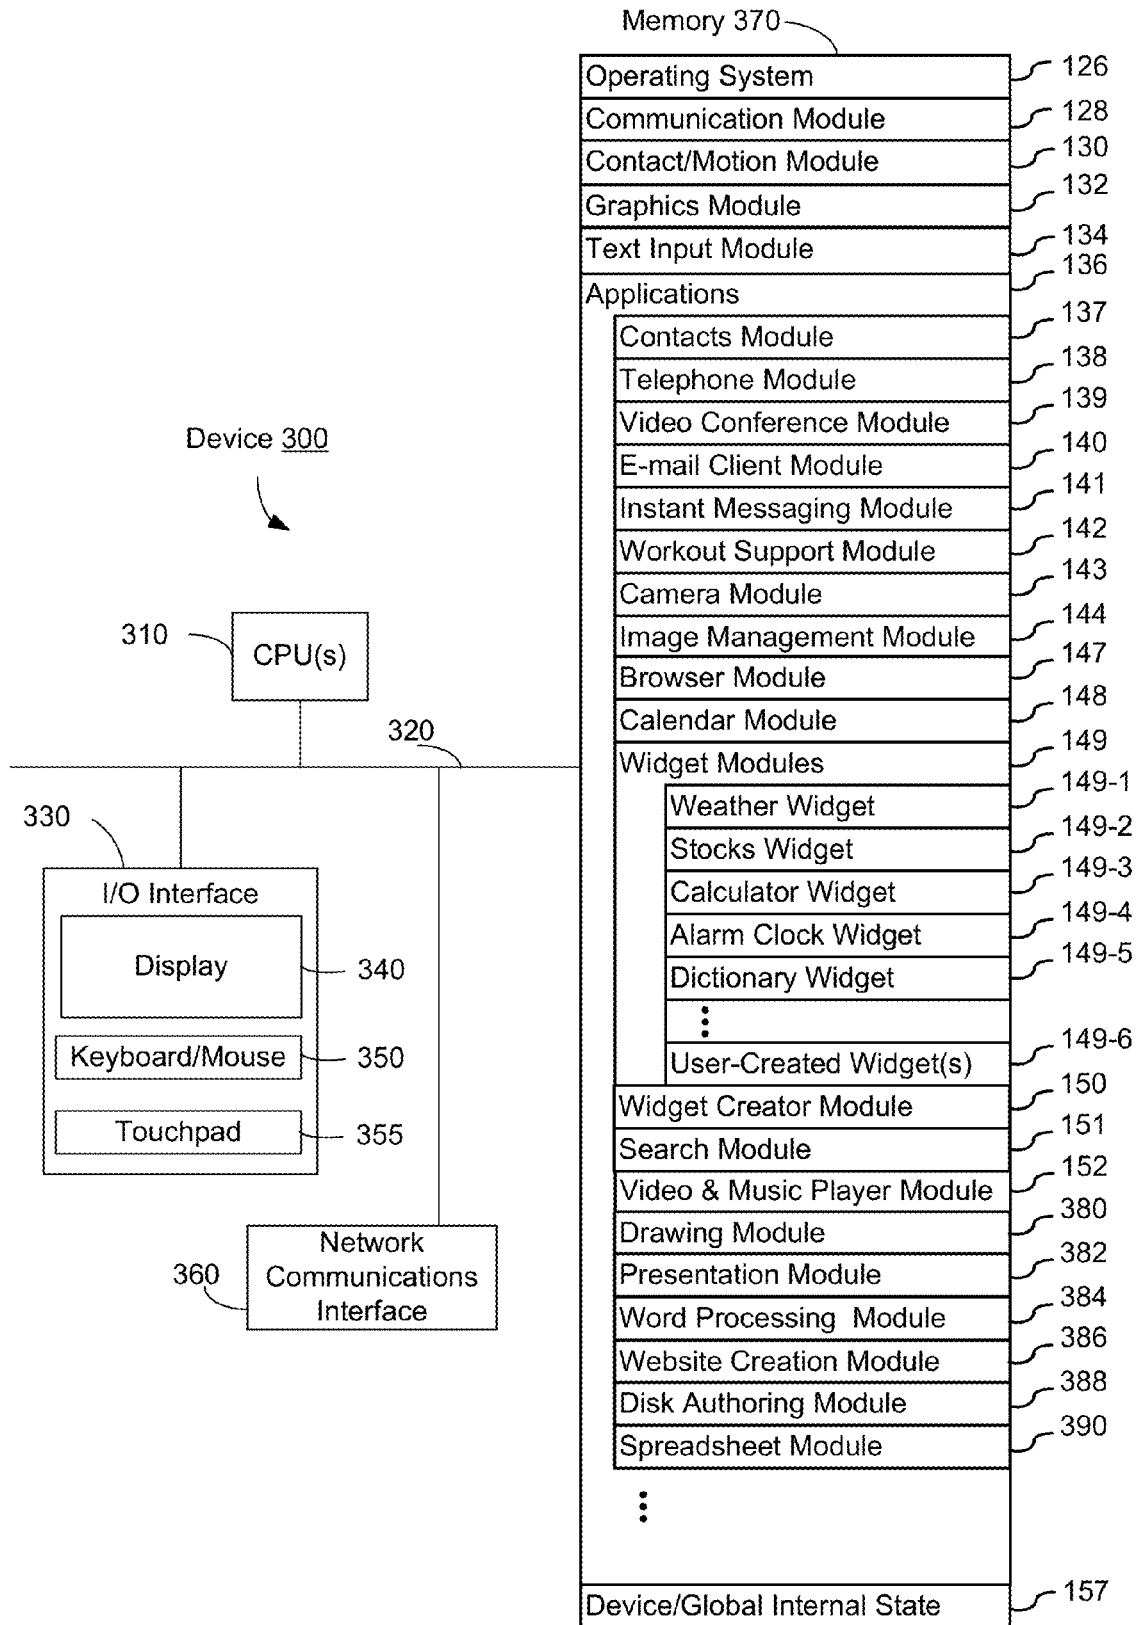 Memory 370
Operating System 126
Communication Module 128
Contact/Motion Module 130
Graphics Module 132
Text Input Module 134
Applications 136
Contacts Module 137
Telephone Module 138
Video Conference Module 139
E-mail Client Module 140
Instant Messaging Module 141
Workout Support Module 142
Camera Module 143
Image Management Module 144
Browser Module 147
Calendar Module 148
Widget Modules 149
Weather Widget 149-1
Stocks Widget 149-2
Calculator Widget 149-3
Alarm Clock Widget 149-4
Dictionary Widget 149-5
User-Created Widget(s) 149-6
Widget Creator Module 150
Search Module 151
Video & Music Player Module 152
Drawing Module 380
Presentation Module 382
Word Processing Module 384
Website Creation Module 386
Disk Authoring Module 388
Spreadsheet Module 390
Device/Global Internal State 157
Device 300
310
CPU(s)
320
330
I/O Interface
Display 340
Keyboard/Mouse 350
Touchpad 355
360
Network
Communications
Interface